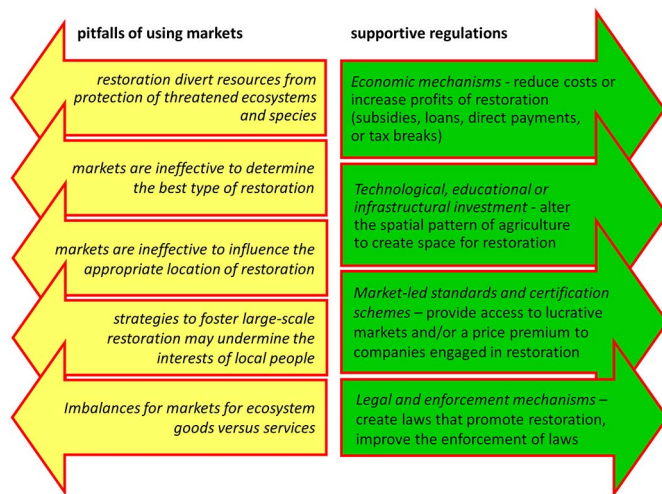 pitfalls of using markets
restoration divert resources from
protection of threatened ecosystems
and species
markets are ineffective to determine
the best type of restoration
markets are ineffective to influence the
appropriate location of restoration
strategies to foster large-scale
restoration may undermine the
interests of local people
Imbalances for markets for ecosystem
goods versus services
supportive regulations
Economic mechanisms - reduce costs or
increase profits of restoration
(subsidies, loans, direct payments,
or tax breaks)
Technological, educational or
infrastructural investment - alter
the spatial pattern of agriculture
to create space for restoration
Market-led standards and certification
schemes – provide access to lucrative
markets and/or a price premium to
companies engaged in restoration
Legal and enforcement mechanisms –
create laws that promote restoration,
improve the enforcement of laws